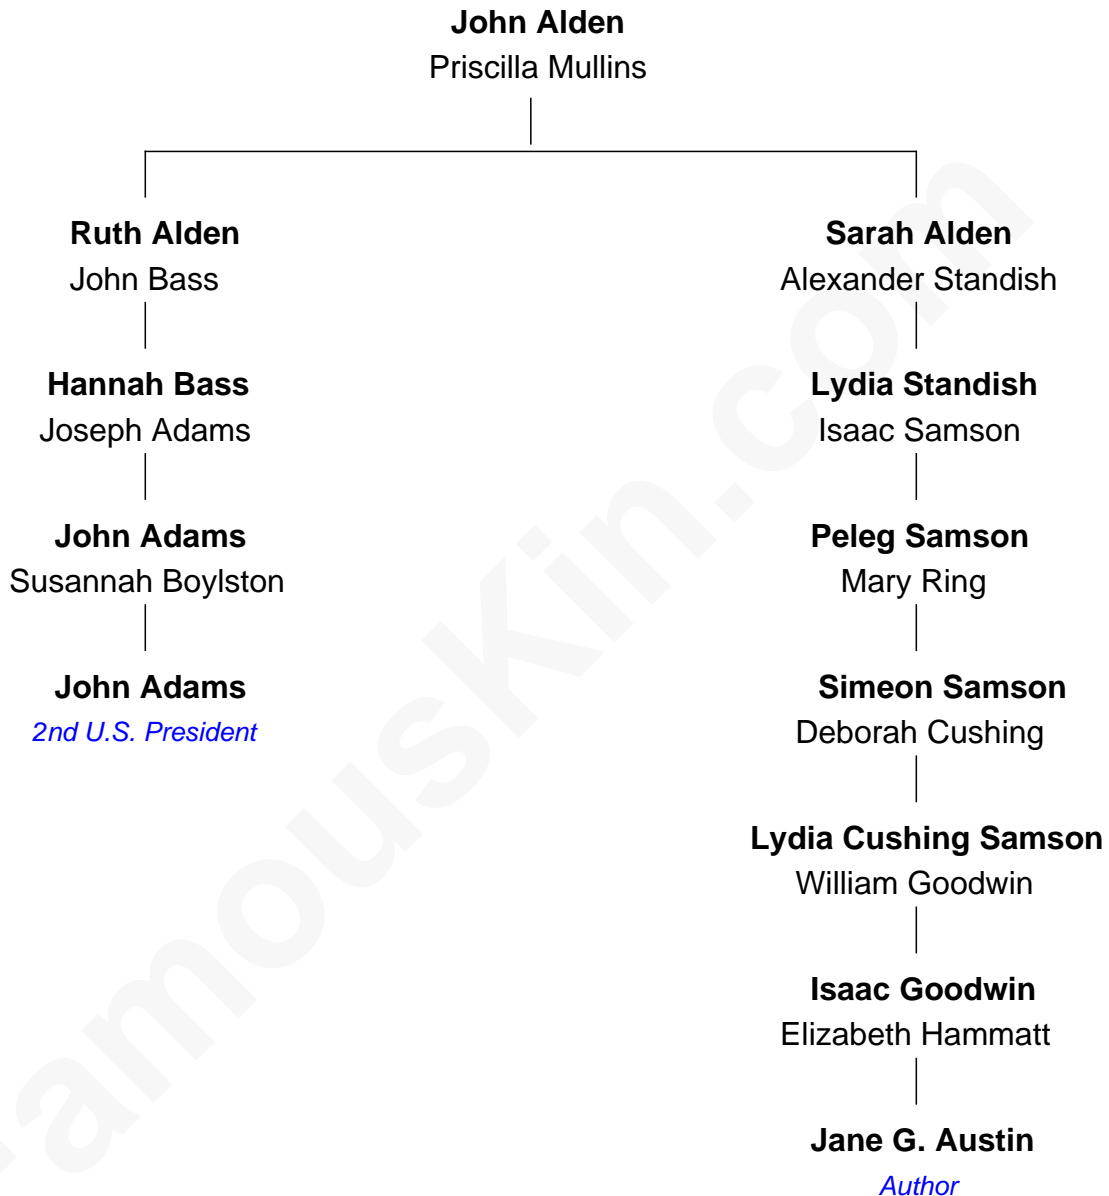 John Alden
Priscilla Mullins
Ruth Alden
John Bass
Hannah Bass
Joseph Adams
John Adams
Susannah Boylston
John Adams
2nd U.S. President
Sarah Alden
Alexander Standish
Lydia Standish
Isaac Samson
Peleg Samson
Mary Ring
Simeon Samson
Deborah Cushing
Lydia Cushing Samson
William Goodwin
Isaac Goodwin
Elizabeth Hammatt
Jane G. Austin
Author
FamousKin.com